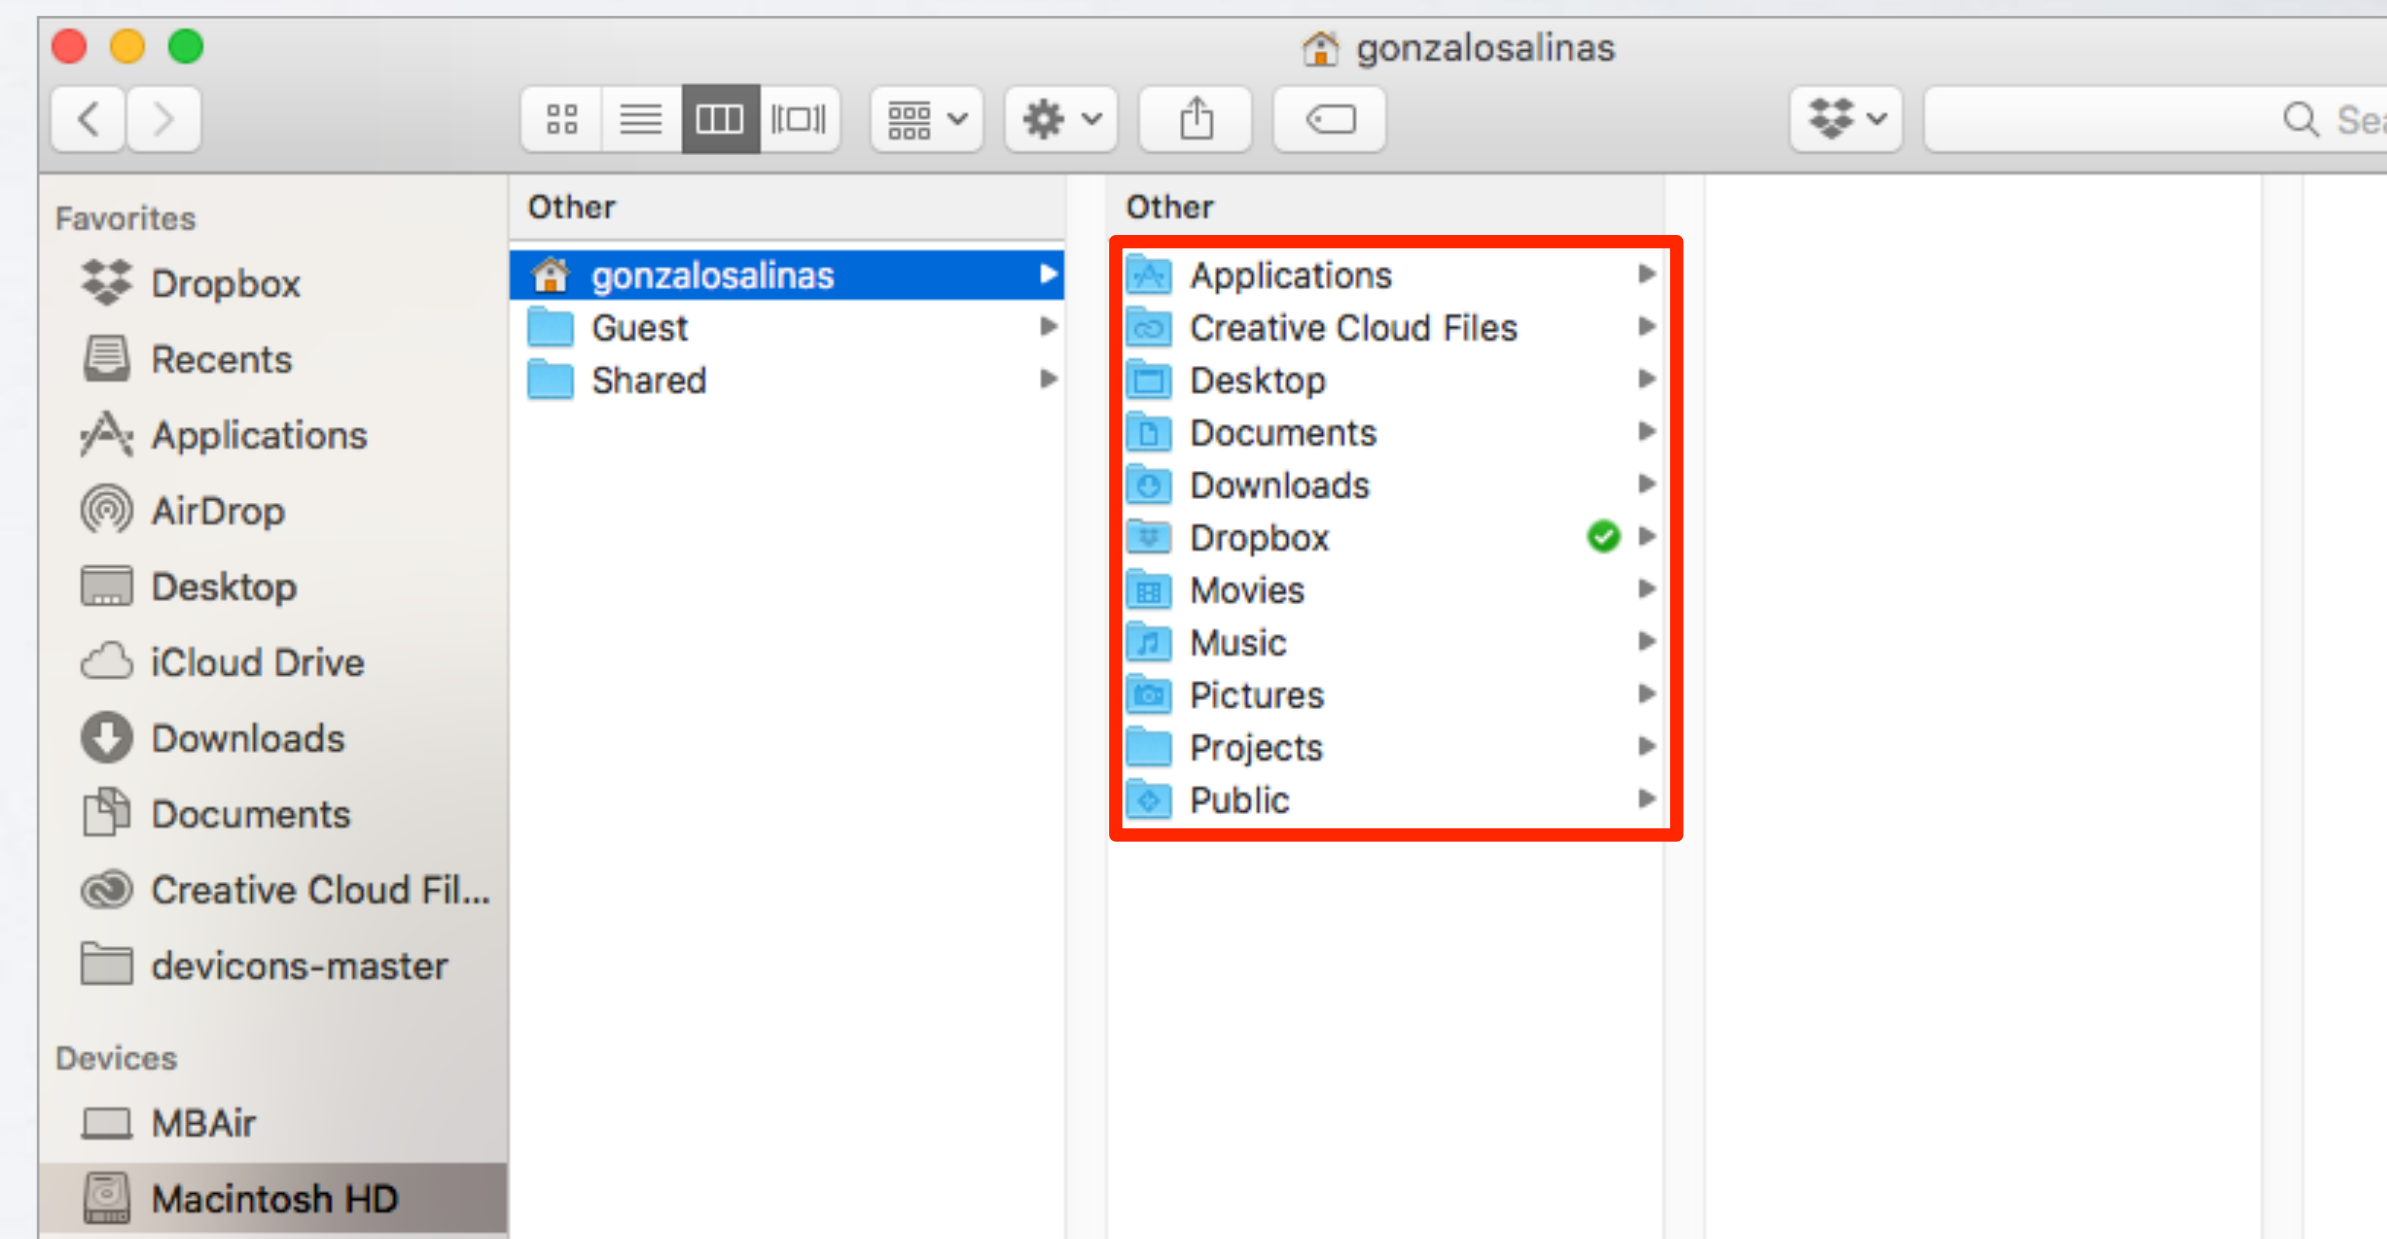 gonzalosalinas
Favorites
Dropbox
Recents
Applications
AirDrop
Desktop
iCloud Drive
Downloads
Documents
Creative Cloud Fil...
devicons-master
Devices
MBAir
Macintosh HD
Other
gonzalosalinas
Guest
Shared
Other
Applications
Creative Cloud Files
Desktop
Documents
Downloads
Dropbox
Movies
Music
Pictures
Projects
Public